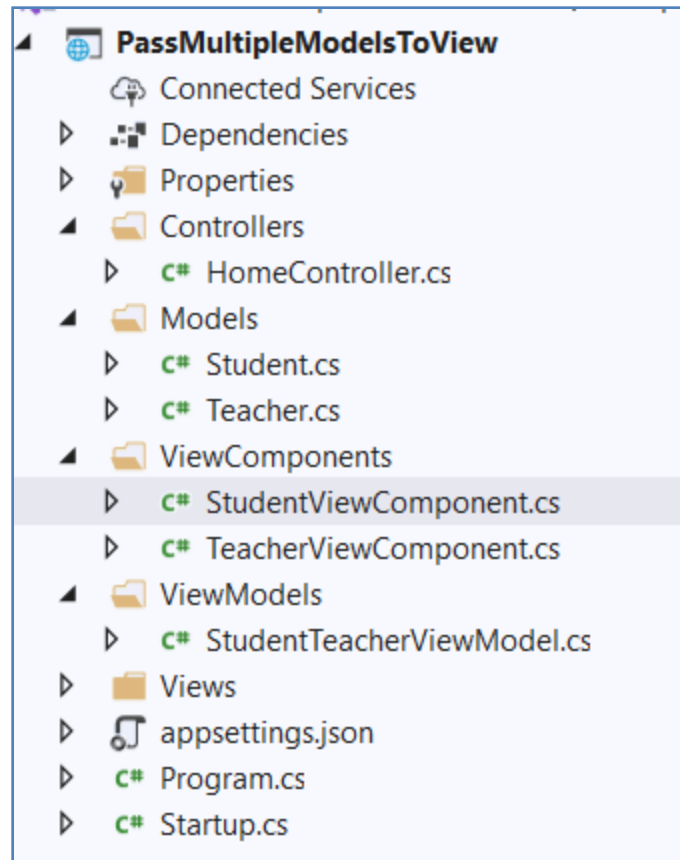 PassMultipleModelsToView
Connected Services
Dependencies
Properties
Controllers
C# HomeController.cs
Models
C# Student.cs
C# Teacher.cs
ViewComponents
C# StudentViewComponent.cs
C# TeacherViewComponent.cs
ViewModels
C# StudentTeacherViewModel.cs
Views
appsettings.json
C# Program.cs
C# Startup.cs